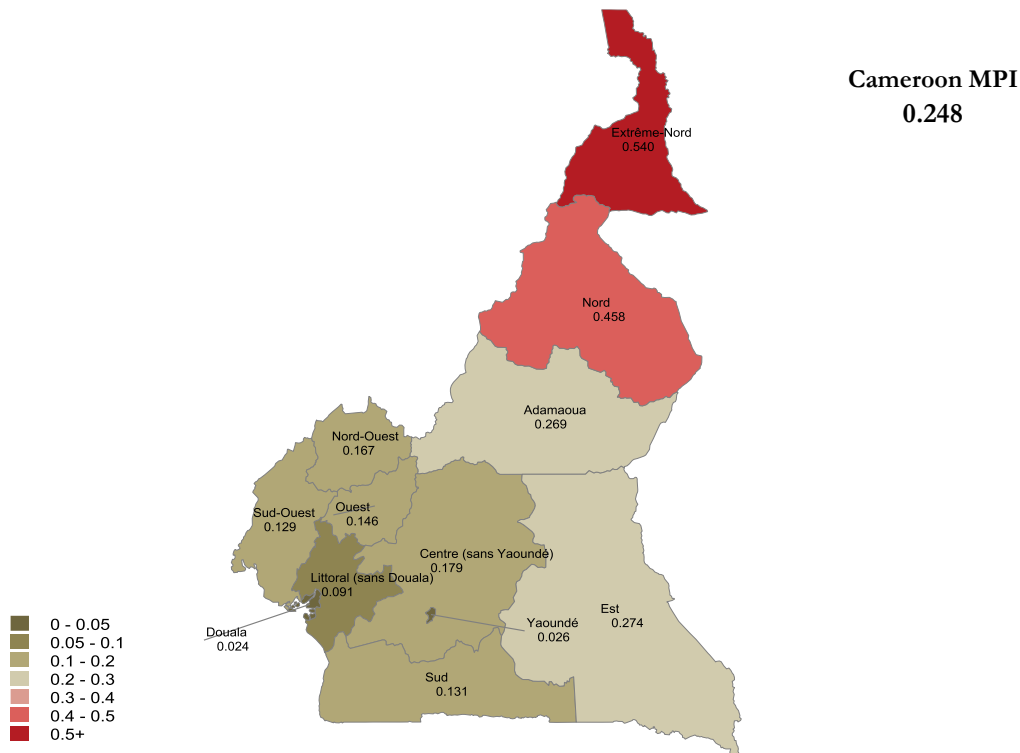 Cameroon MPI
0.248
Extrême-Nord
0.540
Nord
0.458
Adamaoua
0.269
Nord-Ouest
0.167
Ouest
0.146
Sud-Ouest
0.129
Centre (sans Yaoundé)
0.179
Littoral (sans Douala)
0.091
Est
0.274
Yaoundé
0.026
Douala
0.024
Sud
0.131
0 - 0.05
0.05 - 0.1
0.1 - 0.2
0.2 - 0.3
0.3 - 0.4
0.4 - 0.5
0.5+